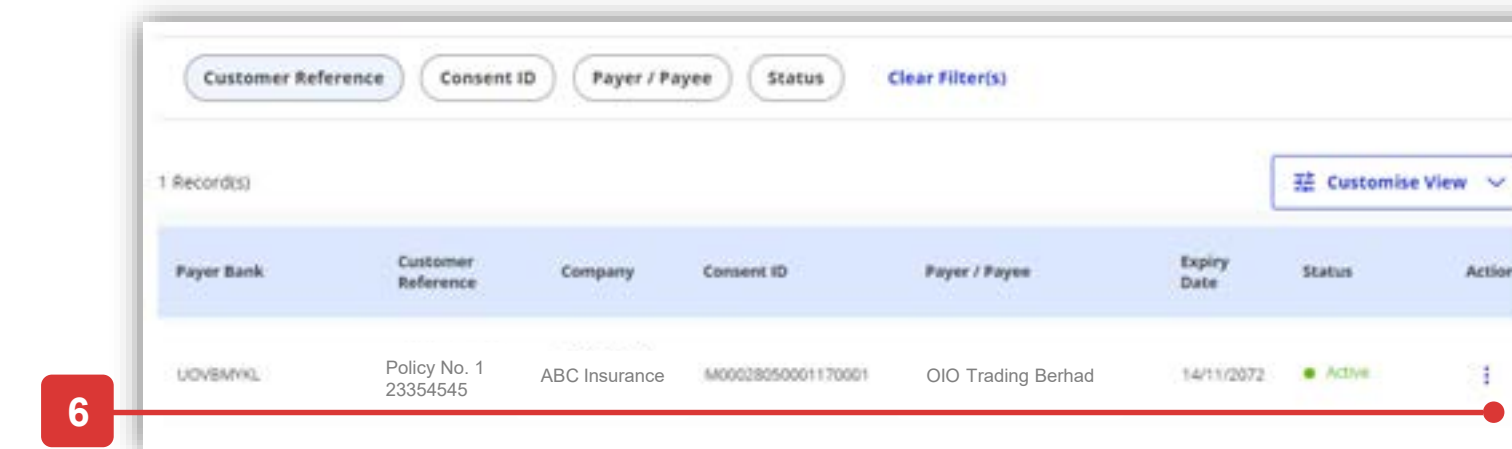 Customer Reference Consent ID Payer / Payee Status Clear Filter(s)
1 Record(s)
Customise View
Payer Bank Customer Reference Company Consent ID Payer / Payee Expiry Date Status Action
UOVBMYKL Policy No. 1 23354545 ABC Insurance M00028050001170001 OIO Trading Berhad 14/11/2072 Active
6